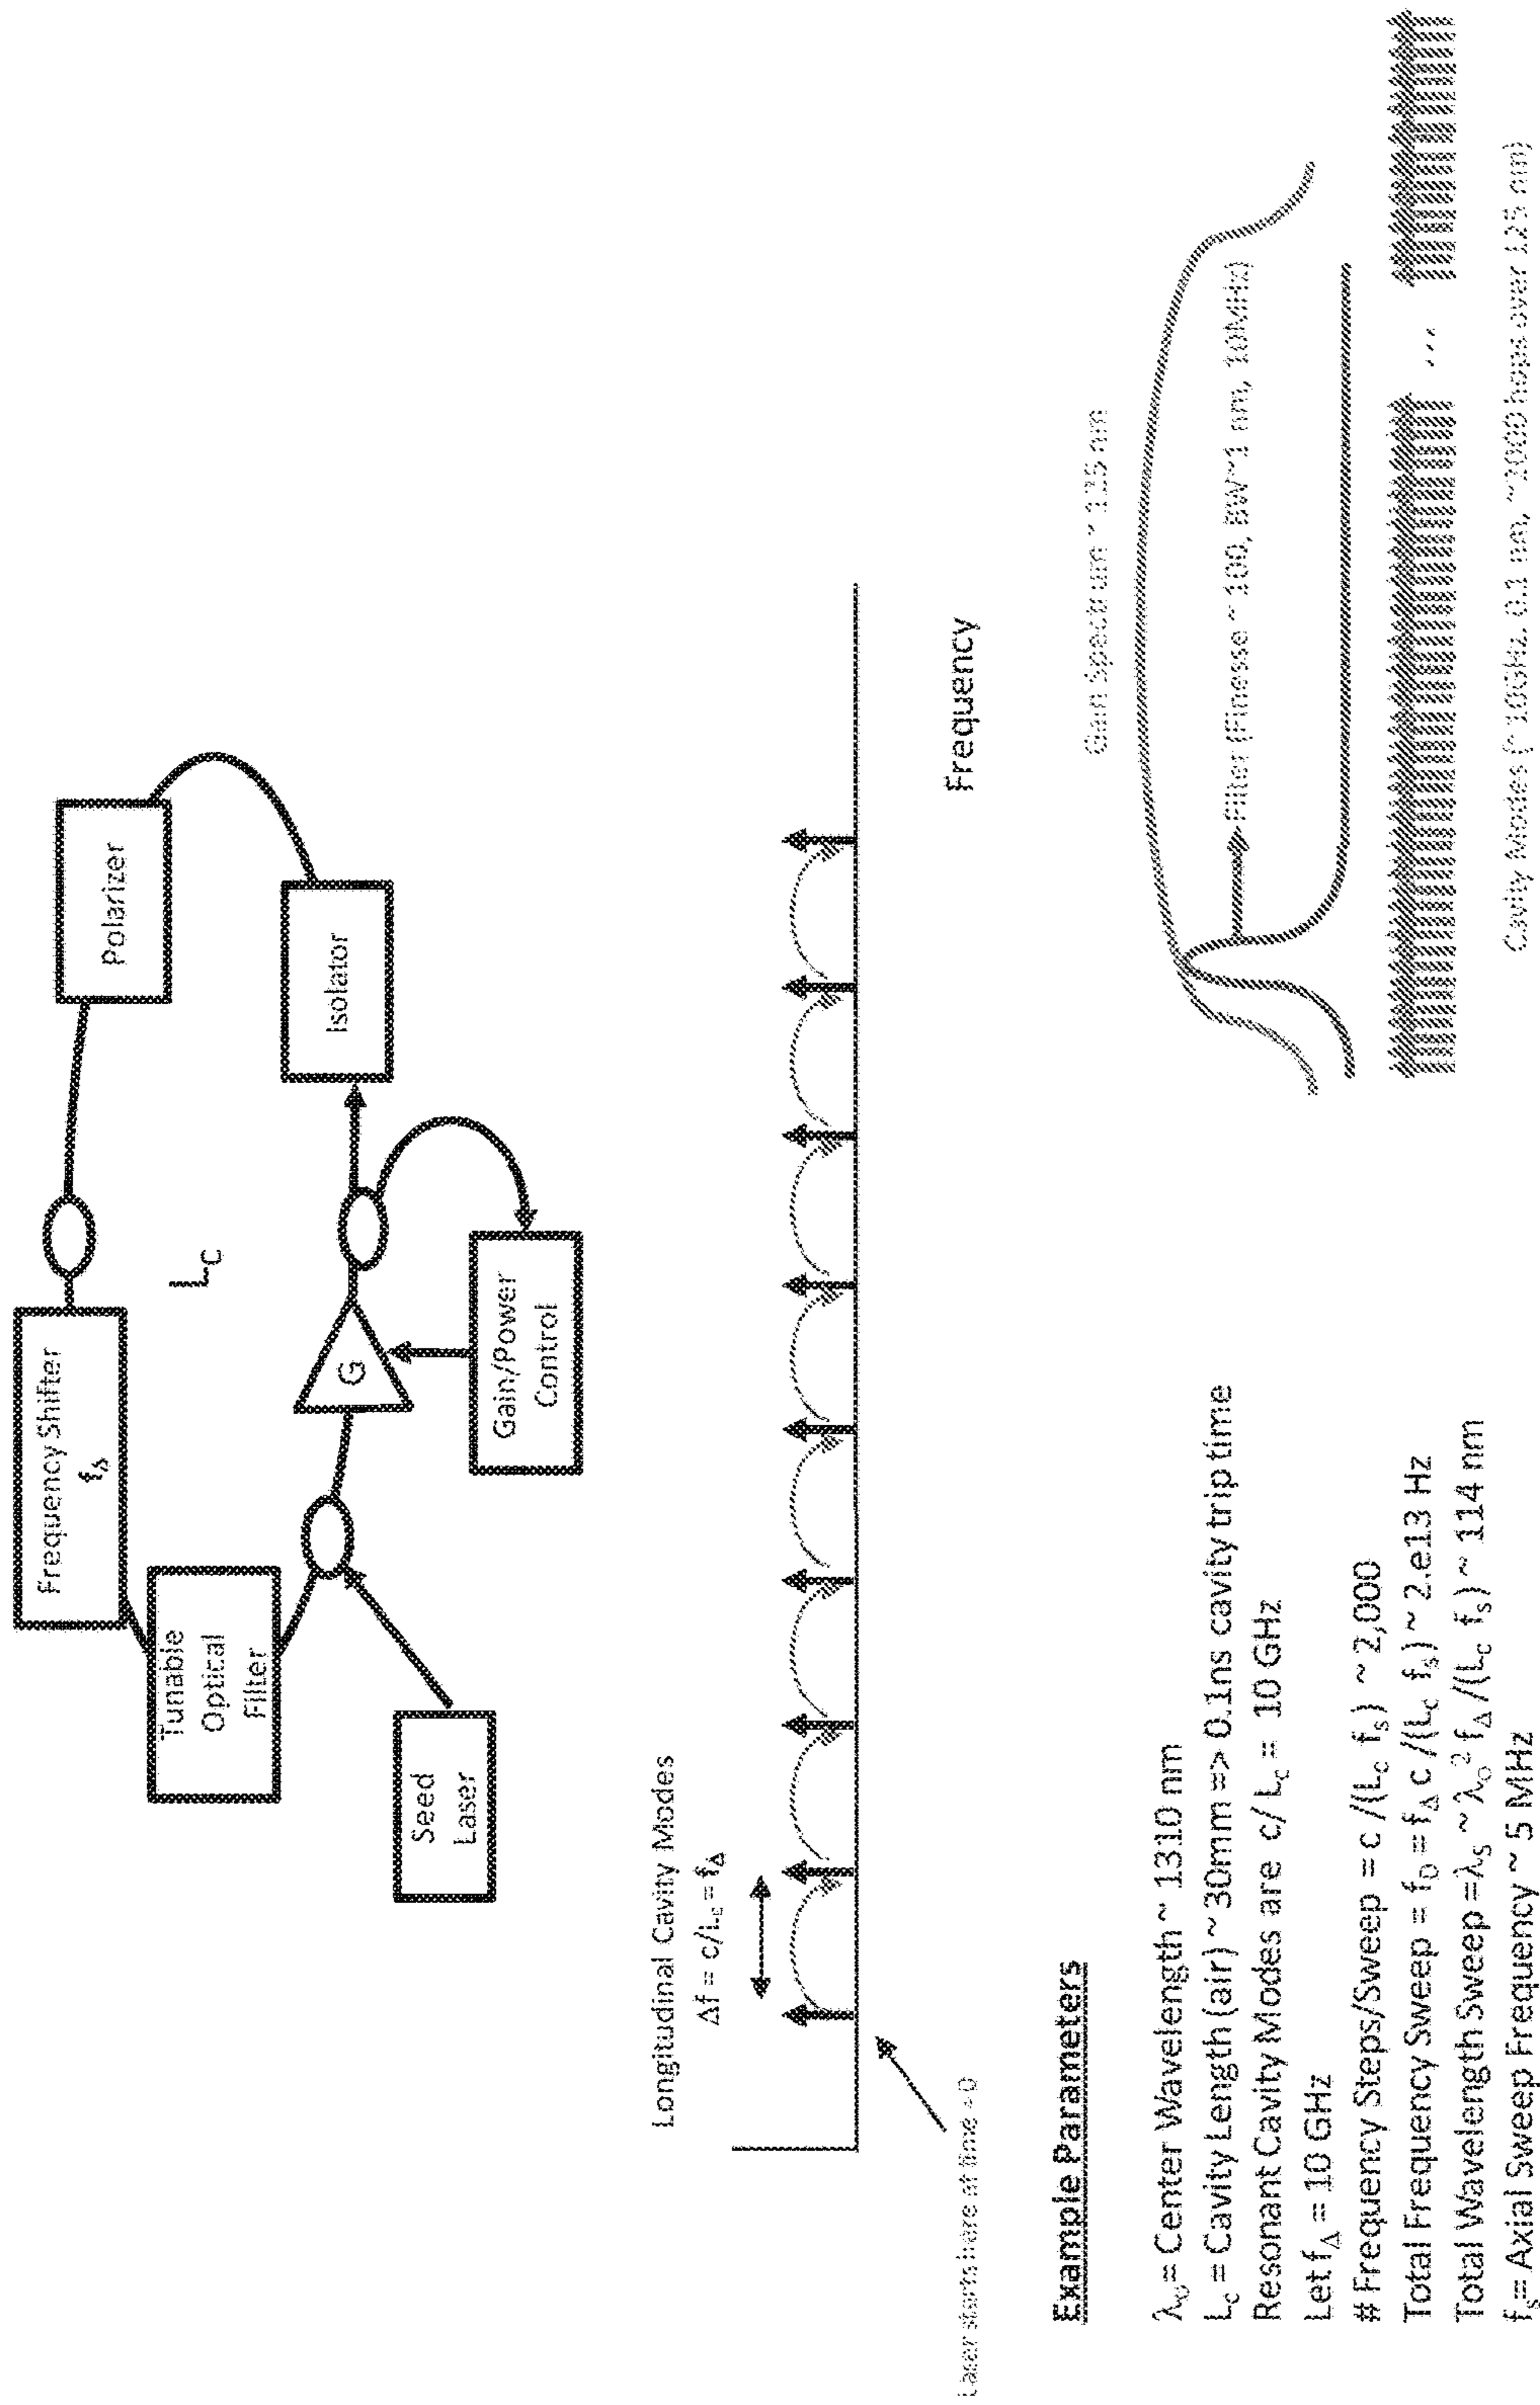 Frequency Shifter
fs
Polarizer
Tunable
Optical
Filter
LC
G
Isolator
Seed
Laser
Gain/Power
Control
Longitudinal Cavity Modes
Δf = c/Lc = fΔ
Laser starts here at time = 0
Frequency
Example Parameters
λo = Center Wavelength ~ 1310 nm
Lc = Cavity Length (air) ~ 30mm => 0.1ns cavity trip time
Resonant Cavity Modes are c/ Lc = 10 GHz
Let fΔ = 10 GHz
# Frequency Steps/Sweep = c /(Lc fs) ~ 2,000
Total Frequency Sweep = fD = fΔ c /(Lc fs) ~ 2.e13 Hz
Total Wavelength Sweep =λS ~ λo² fΔ /(Lc fs) ~ 114 nm
fs = Axial Sweep Frequency ~ 5 MHz
Gain Spectrum ~ 125 nm
Filter (Finesse ~ 100, BW~1 nm, 10MHz)
...
Cavity Modes (~10GHz, 0.1 nm, ~2000 hops over 125 nm)